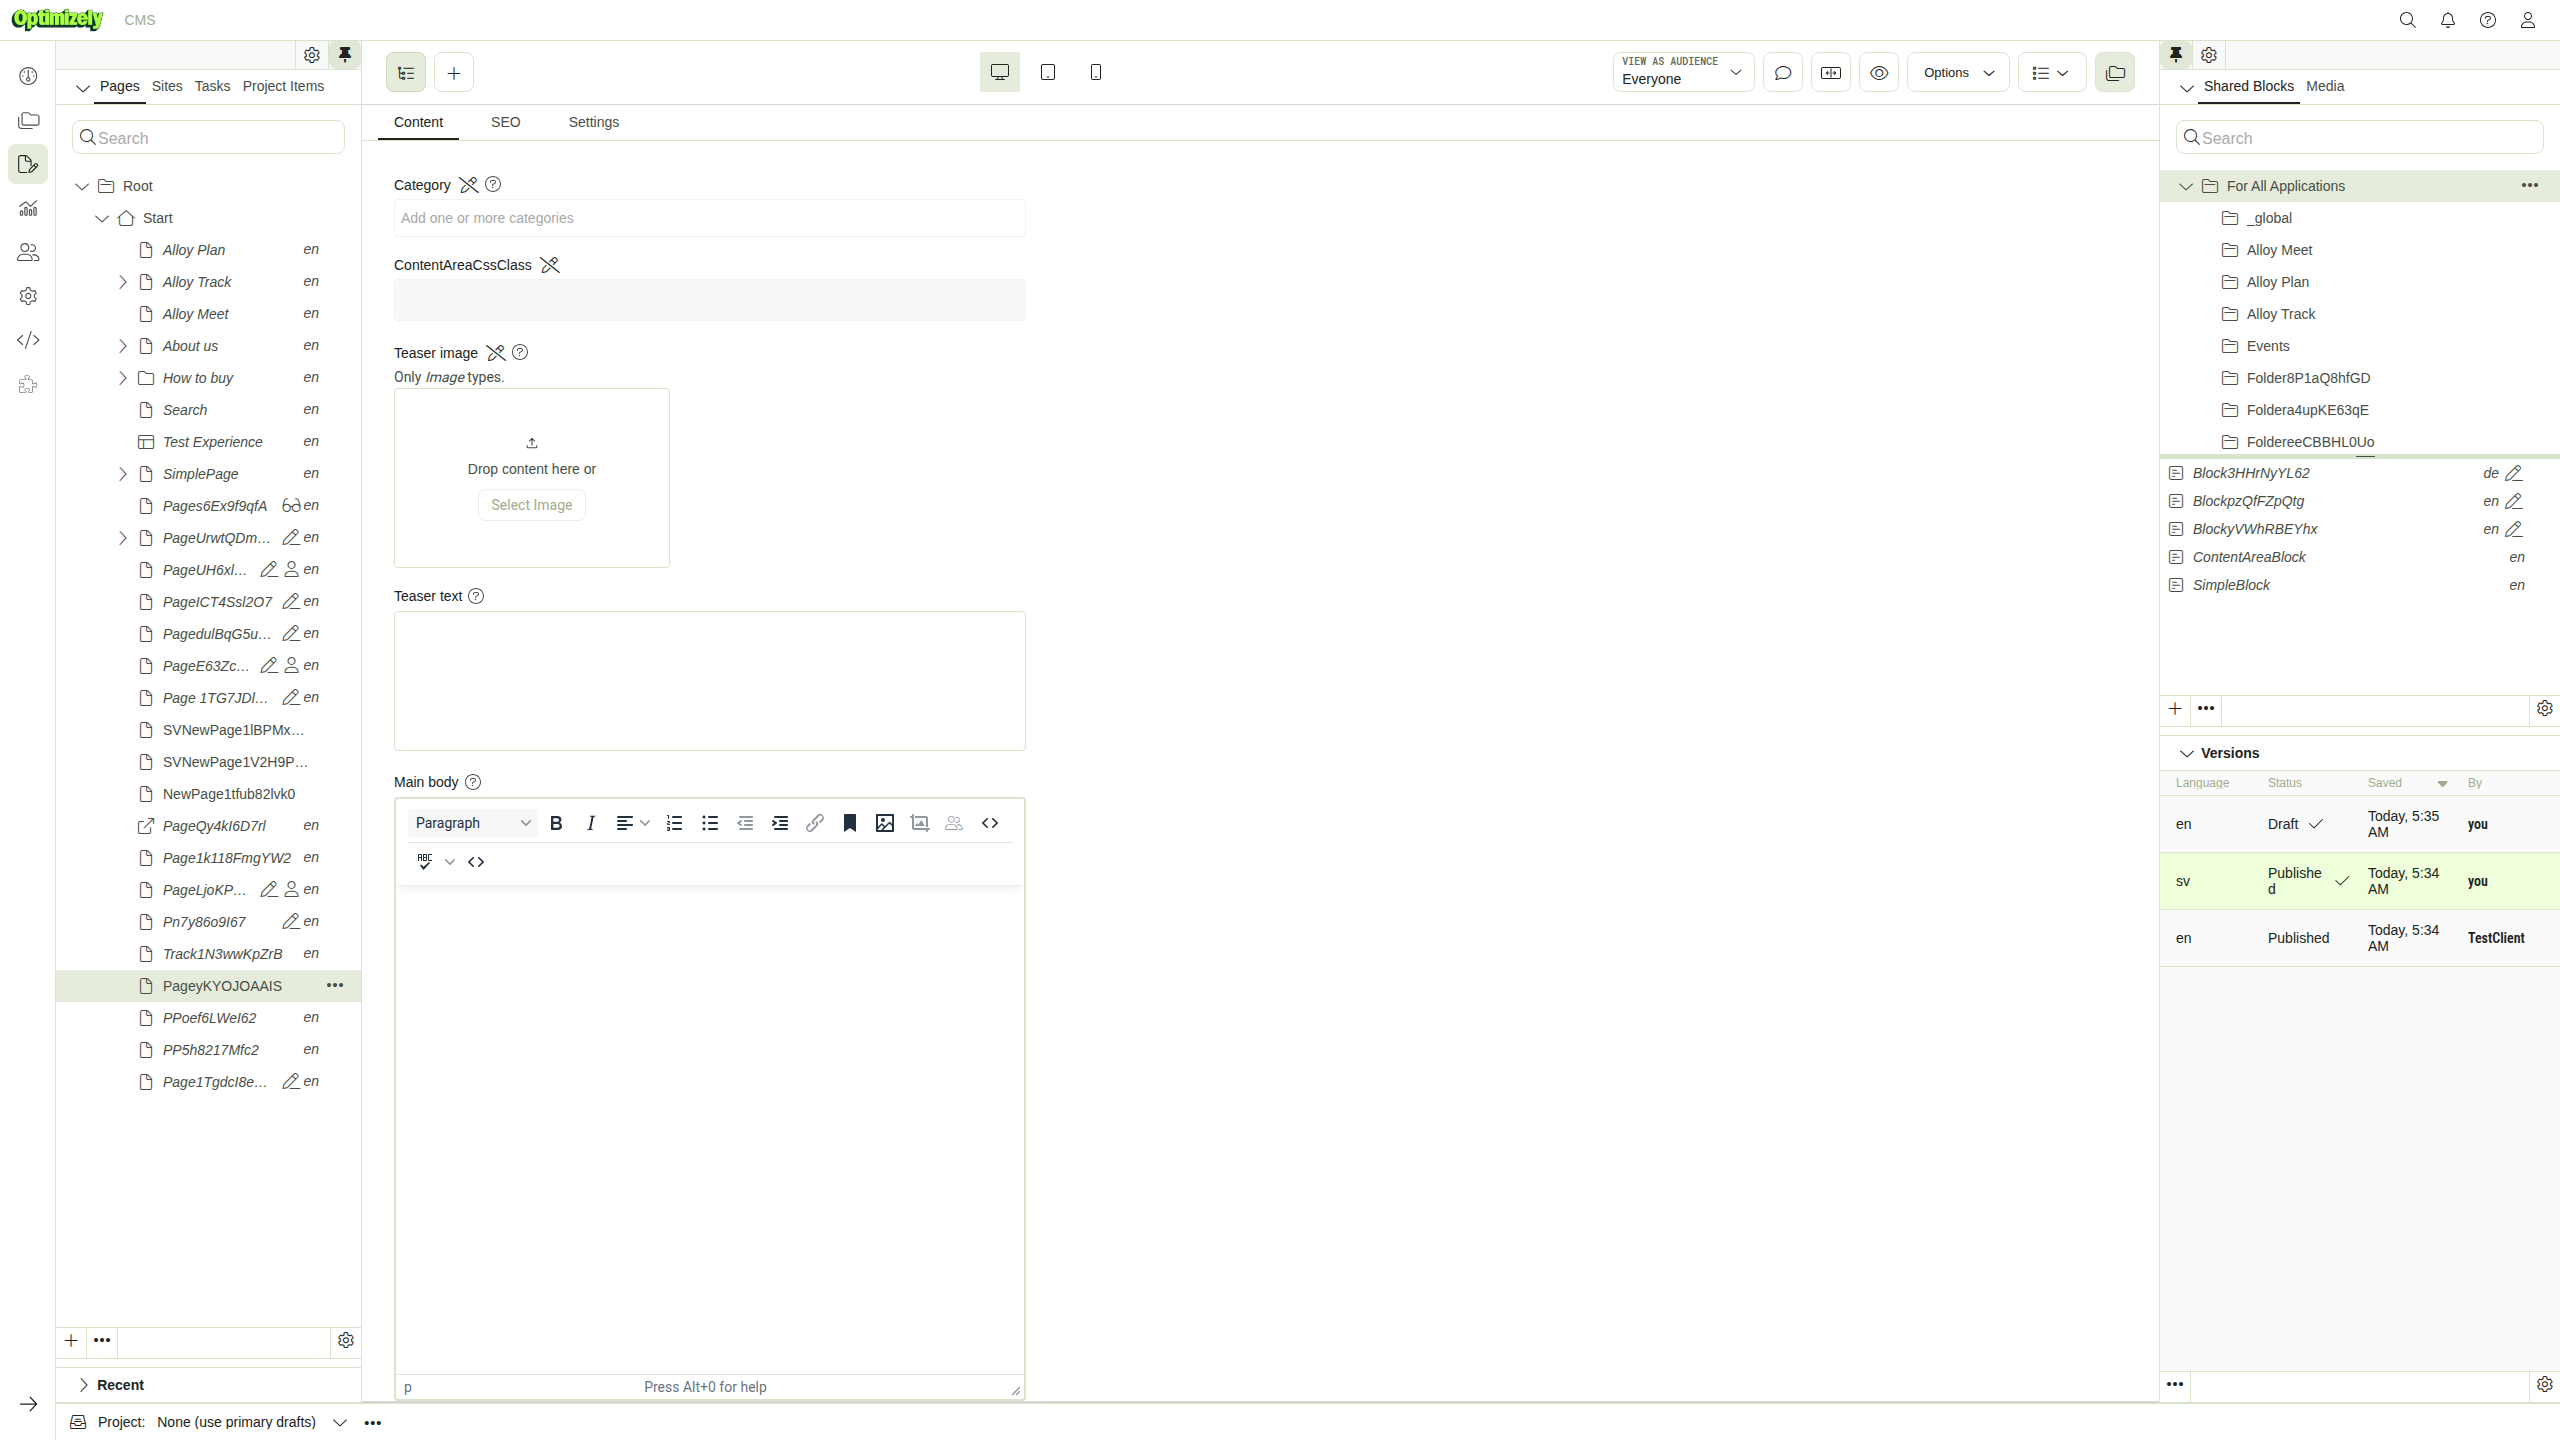 Optimizely CMS
Pages Sites Tasks Project Items
Search
Root
Start
Alloy Plan en
Alloy Track en
Alloy Meet en
About us en
How to buy en
Search en
Test Experience en
SimplePage en
Pages6Ex9f9qfA en
PageUrwtQDm… en
PageUH6xl… en
PageICT4Ssl2O7 en
PagedulBqG5u… en
PageE63Zc… en
Page 1TG7JDl… en
SVNewPage1lBPMx…
SVNewPage1V2H9P…
NewPage1tfub82lvk0
PageQy4kI6D7rl en
Page1k118FmgYW2 en
PageLjoKP… en
Pn7y86o9I67 en
Track1N3wwKpZrB en
PageyKYOJOAAIS
PPoef6LWeI62 en
PP5h8217Mfc2 en
Page1TgdcI8e… en
Recent
Project: None (use primary drafts)
VIEW AS AUDIENCE
Everyone
Options
Content SEO Settings
Category
Add one or more categories
ContentAreaCssClass
Teaser image
Only Image types.
Drop content here or
Select Image
Teaser text
Main body
Paragraph
ABC
p Press Alt+0 for help
Shared Blocks Media
Search
For All Applications
_global
Alloy Meet
Alloy Plan
Alloy Track
Events
Folder8P1aQ8hfGD
Foldera4upKE63qE
FoldereeCBBHL0Uo
Block3HHrNyYL62 de
BlockpzQfFZpQtg en
BlockyVWhRBEYhx en
ContentAreaBlock en
SimpleBlock en
Versions
Language Status Saved By
en Draft Today, 5:35 AM you
sv Published Today, 5:34 AM you
en Published Today, 5:34 AM TestClient